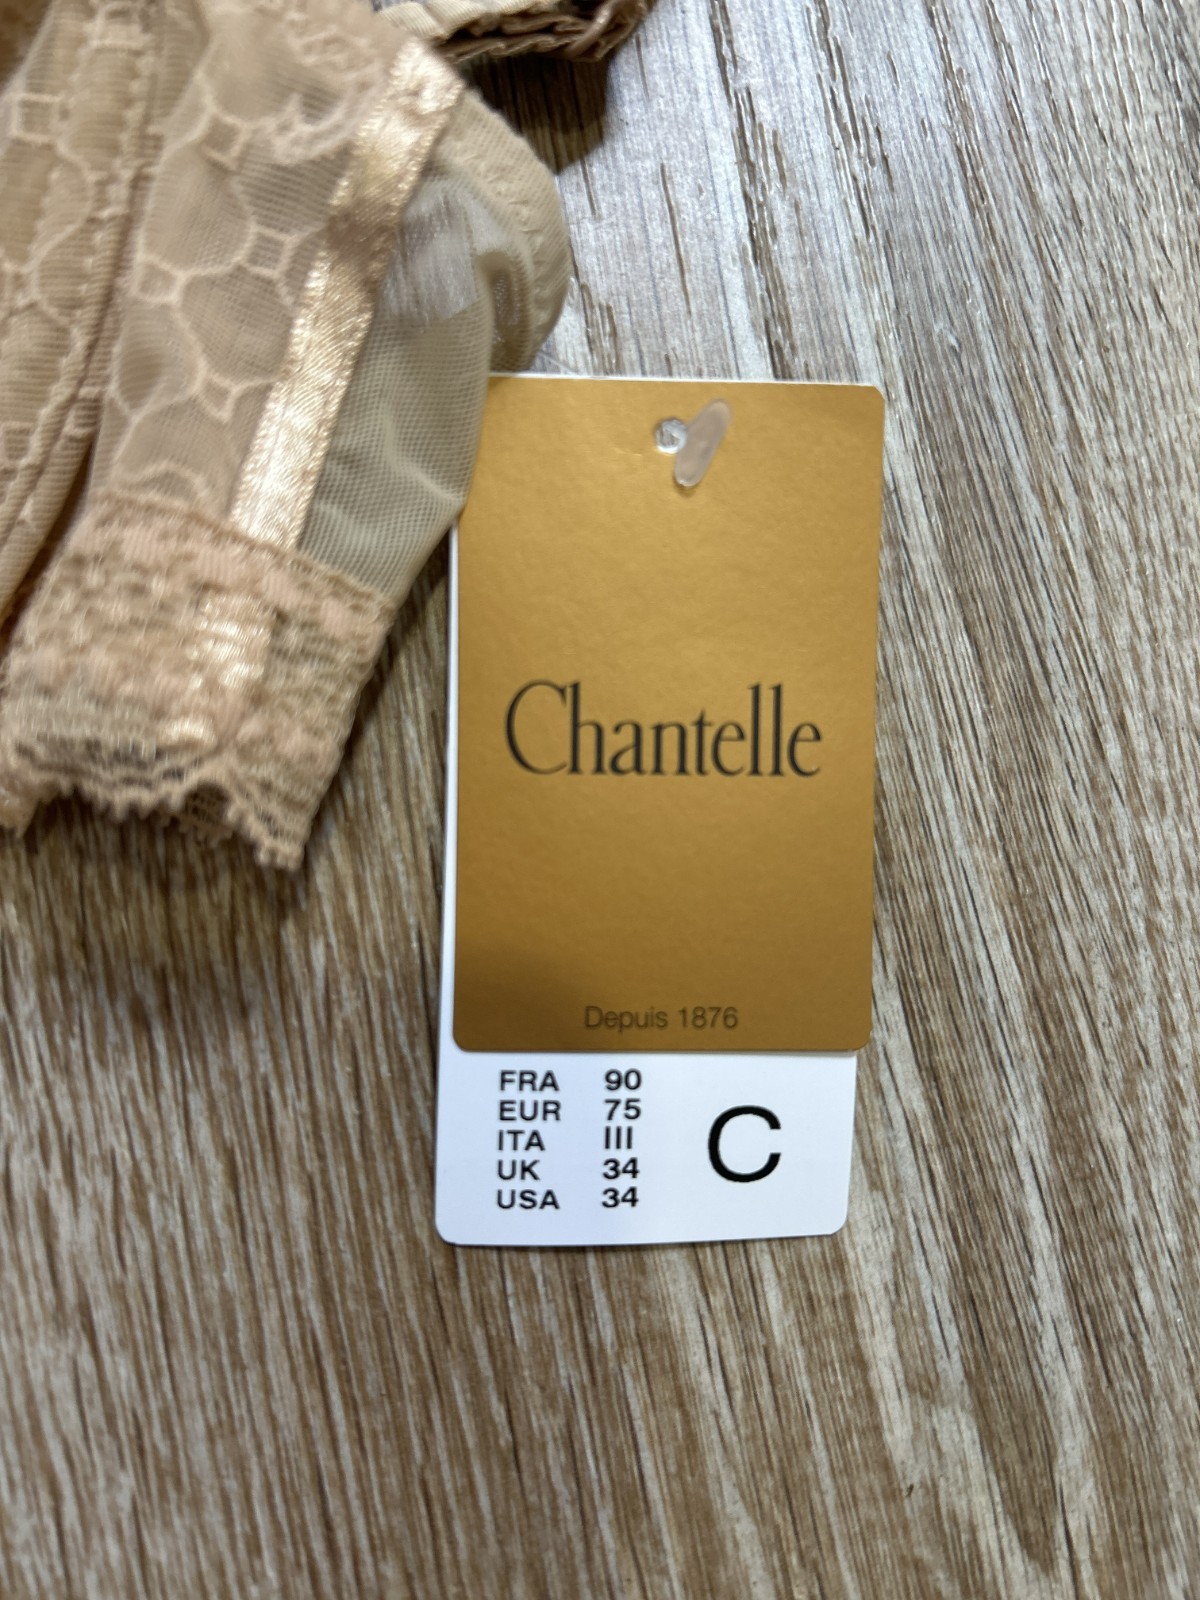 Chantelle
Depuis 1876
FRA 90
EUR 75
ITA III
UK 34
USA 34
C